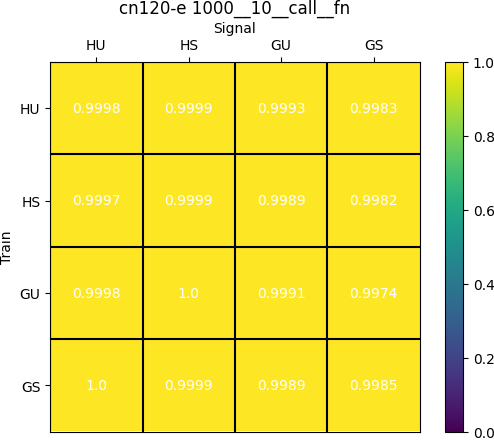 cn120-e 1000__10__call__fn
Signal
HU HS GU GS
HU 0.9998 0.9999 0.9993 0.9983
HS 0.9997 0.9999 0.9989 0.9982
GU 0.9998 1.0 0.9991 0.9974
GS 1.0 0.9999 0.9989 0.9985
Train
1.0
0.8
0.6
0.4
0.2
0.0